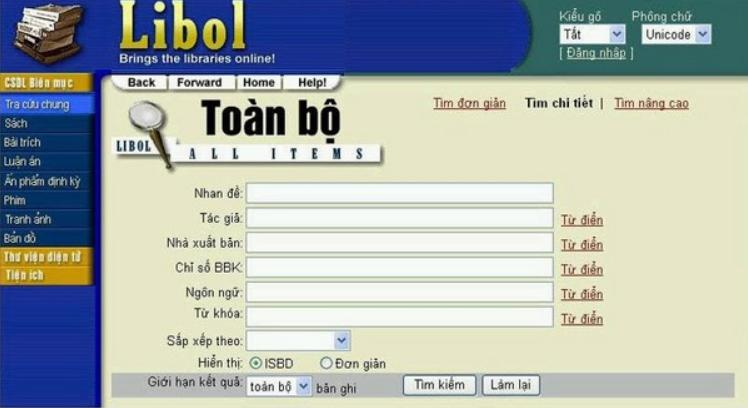 Libol
Brings the libraries online!
Kiểu gõ Phông chữ
Tắt Unicode
[ Đăng nhập ]
CSDL Biên mục
Tra cứu chung
Sách
Bài trích
Luận án
Ấn phẩm định kỳ
Phim
Tranh ảnh
Bản đồ
Thư viện điện tử
Tiện ích
Back Forward Home Help!
Toàn bộ
LIBOL
ALL ITEMS
Tìm đơn giản Tìm chi tiết | Tìm nâng cao
Nhan đề:
Tác giả: Từ điển
Nhà xuất bản: Từ điển
Chỉ số BBK: Từ điển
Ngôn ngữ: Từ điển
Từ khóa: Từ điển
Sắp xếp theo:
Hiển thị: ISBD Đơn giản
Giới hạn kết quả: toàn bộ bản ghi Tìm kiếm Làm lại